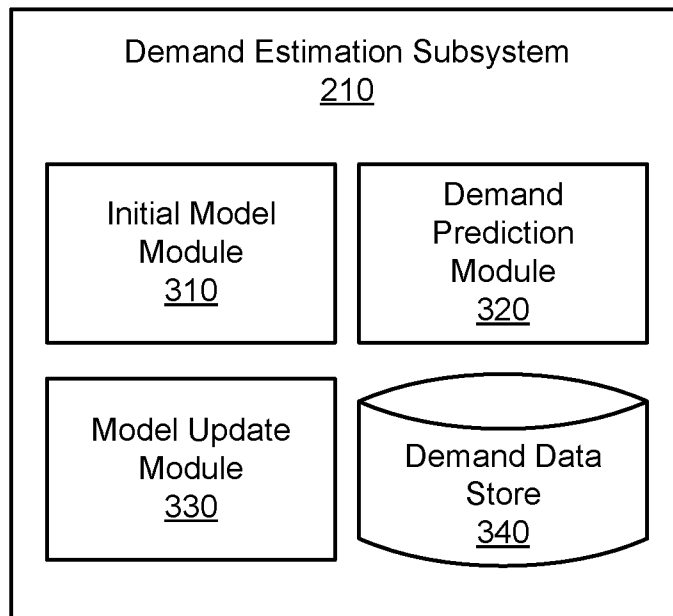 Demand Estimation Subsystem
210
Initial Model
Module
310
Demand
Prediction
Module
320
Model Update
Module
330
Demand Data
Store
340